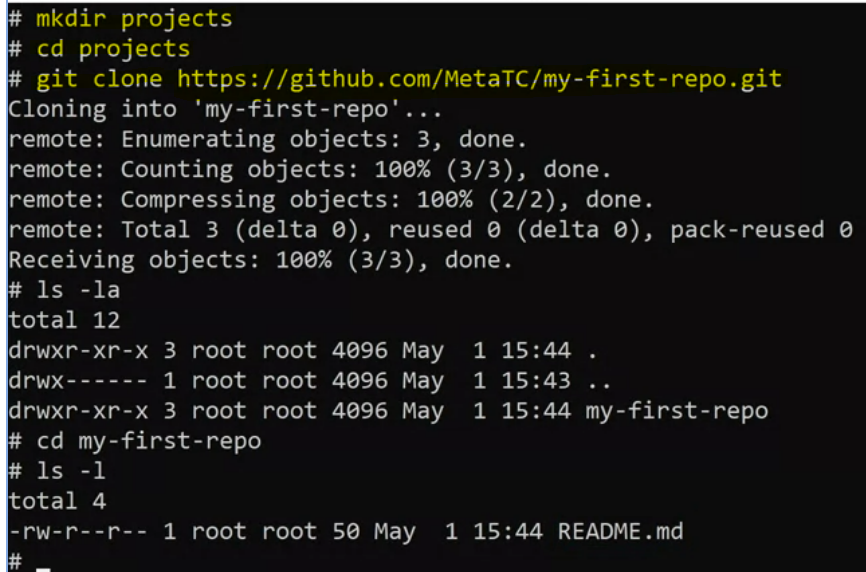 # mkdir projects
# cd projects
# git clone https://github.com/MetaTC/my-first-repo.git
Cloning into 'my-first-repo'...
remote: Enumerating objects: 3, done.
remote: Counting objects: 100% (3/3), done.
remote: Compressing objects: 100% (2/2), done.
remote: Total 3 (delta 0), reused 0 (delta 0), pack-reused 0
Receiving objects: 100% (3/3), done.
# ls -la
total 12
drwxr-xr-x 3 root root 4096 May  1 15:44 .
drwx------ 1 root root 4096 May  1 15:43 ..
drwxr-xr-x 3 root root 4096 May  1 15:44 my-first-repo
# cd my-first-repo
# ls -l
total 4
-rw-r--r-- 1 root root 50 May  1 15:44 README.md
#